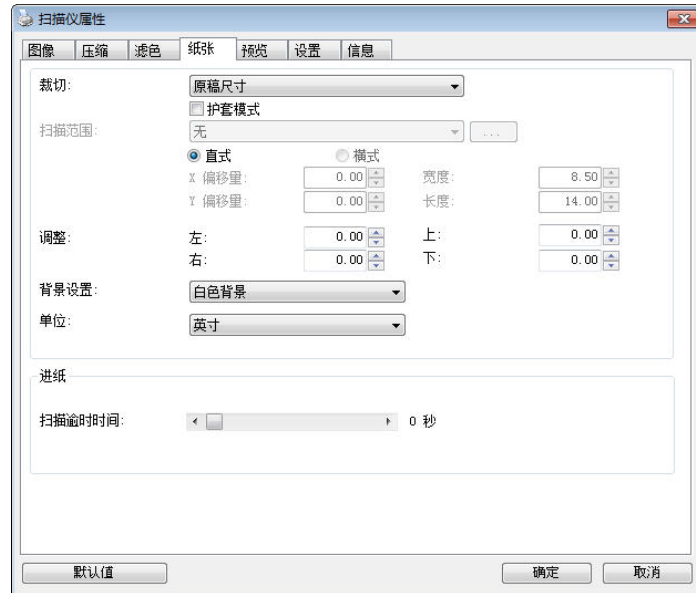 扫描仪属性
图像 压缩 滤色 纸张 预览 设置 信息
裁切: 原稿尺寸
护套模式
扫描范围: 无 ...
直式 横式
X 偏移量: 0.00 宽度: 8.50
Y 偏移量: 0.00 长度: 14.00
调整: 左: 0.00 上: 0.00
右: 0.00 下: 0.00
背景设置: 白色背景
单位: 英寸
进纸
扫描逾时时间: 0 秒
默认值 确定 取消